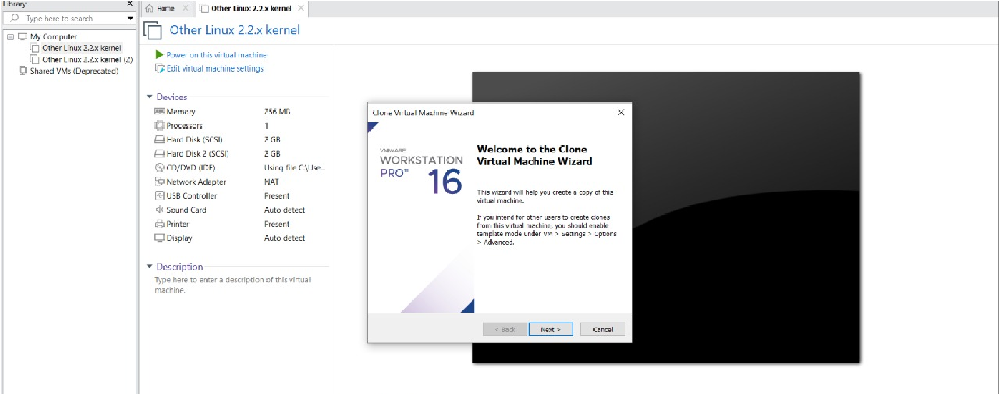 Library X
Type here to search
My Computer
Other Linux 2.2.x kernel
Other Linux 2.2.x kernel (2)
Shared VMs (Deprecated)
Home
Other Linux 2.2.x kernel
Other Linux 2.2.x kernel
Power on this virtual machine
Edit virtual machine settings
Devices
Memory 256 MB
Processors 1
Hard Disk (SCSI) 2 GB
Hard Disk 2 (SCSI) 2 GB
CD/DVD (IDE) Using file C:\Use...
Network Adapter NAT
USB Controller Present
Sound Card Auto detect
Printer Present
Display Auto detect
Description
Type here to enter a description of this virtual
machine.
Clone Virtual Machine Wizard
VMWARE
WORKSTATION
PRO™ 16
Welcome to the Clone
Virtual Machine Wizard
This wizard will help you create a copy of this
virtual machine.
If you intend for other users to create clones
from this virtual machine, you should enable
template mode under VM > Settings > Options
> Advanced.
< Back Next > Cancel